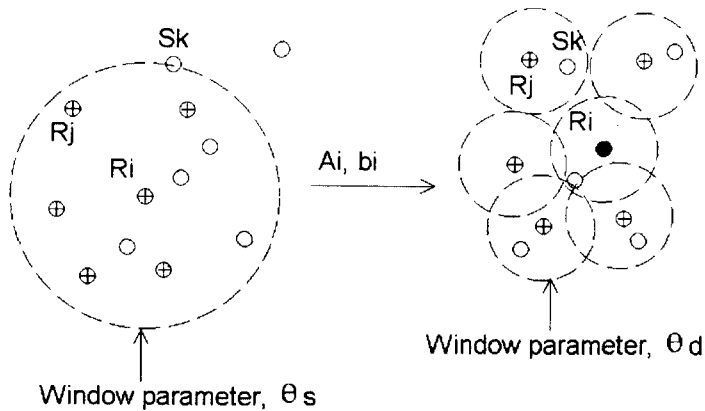 Sk
Rj
Ri
Ai, bi
Sk
Rj
Ri
Window parameter, θs
Window parameter, θd